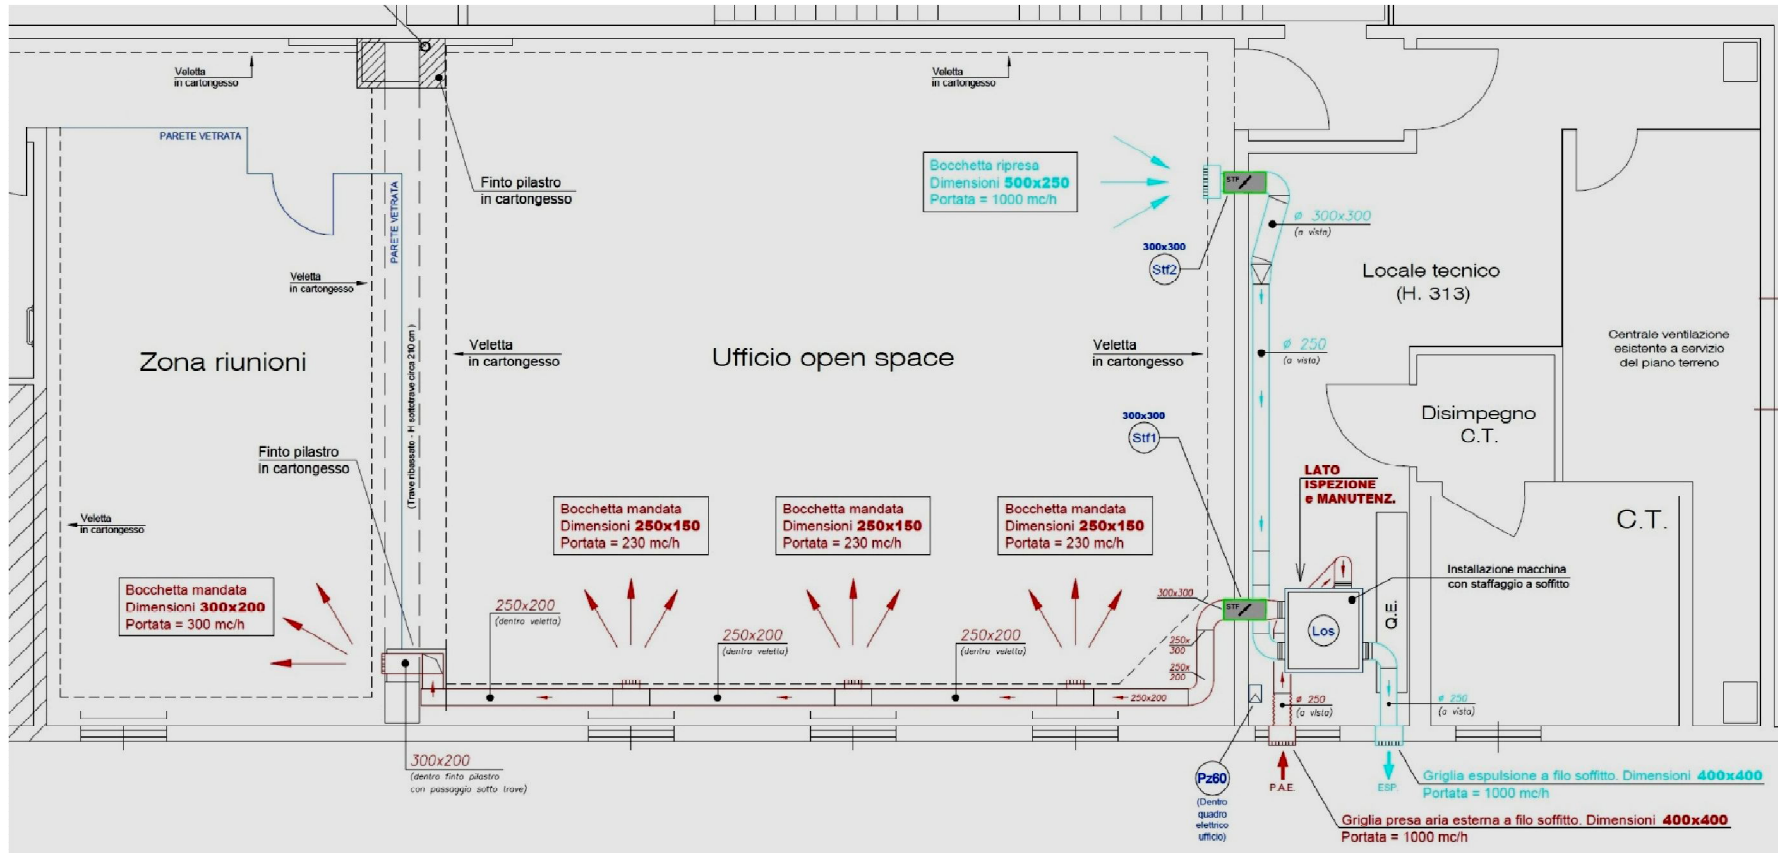 Veletta
in cartongesso
Veletta
in cartongesso
PARETE VETRATA
PARETE VETRATA
Finto pilastro
in cartongesso
Bocchetta ripresa
Dimensioni 500x250
Portata = 1000 mc/h
STF
ø 300x300
(a vista)
300x300
Stf2
Veletta
in cartongesso
Locale tecnico
(H. 313)
Zona riunioni
(Trave ribassato - H sottotrave circa 210 cm )
Veletta
in cartongesso
Ufficio open space
Veletta
in cartongesso
ø 250
(a vista)
Centrale ventilazione
esistente a servizio
del piano terreno
300x300
Stf1
Disimpegno
C.T.
Finto pilastro
in cartongesso
LATO
ISPEZIONE
e MANUTENZ.
Veletta
in cartongesso
Bocchetta mandata
Dimensioni 250x150
Portata = 230 mc/h
Bocchetta mandata
Dimensioni 250x150
Portata = 230 mc/h
Bocchetta mandata
Dimensioni 250x150
Portata = 230 mc/h
C.T.
Installazione macchina
con staffaggio a soffitto
Bocchetta mandata
Dimensioni 300x200
Portata = 300 mc/h
250x200
(dentro veletta)
250x200
(dentro veletta)
250x200
(dentro veletta)
300x300
STF
Q.E.
Los
250x
300
250x
200
250x200
ø 250
(a vista)
ø 250
(a vista)
300x200
(dentro finto pilastro
con passaggio sotto trave)
Pz60
(Dentro
quadro
elettrico
ufficio)
P.A.E.
ESP.
Griglia espulsione a filo soffitto. Dimensioni 400x400
Portata = 1000 mc/h
Griglia presa aria esterna a filo soffitto. Dimensioni 400x400
Portata = 1000 mc/h